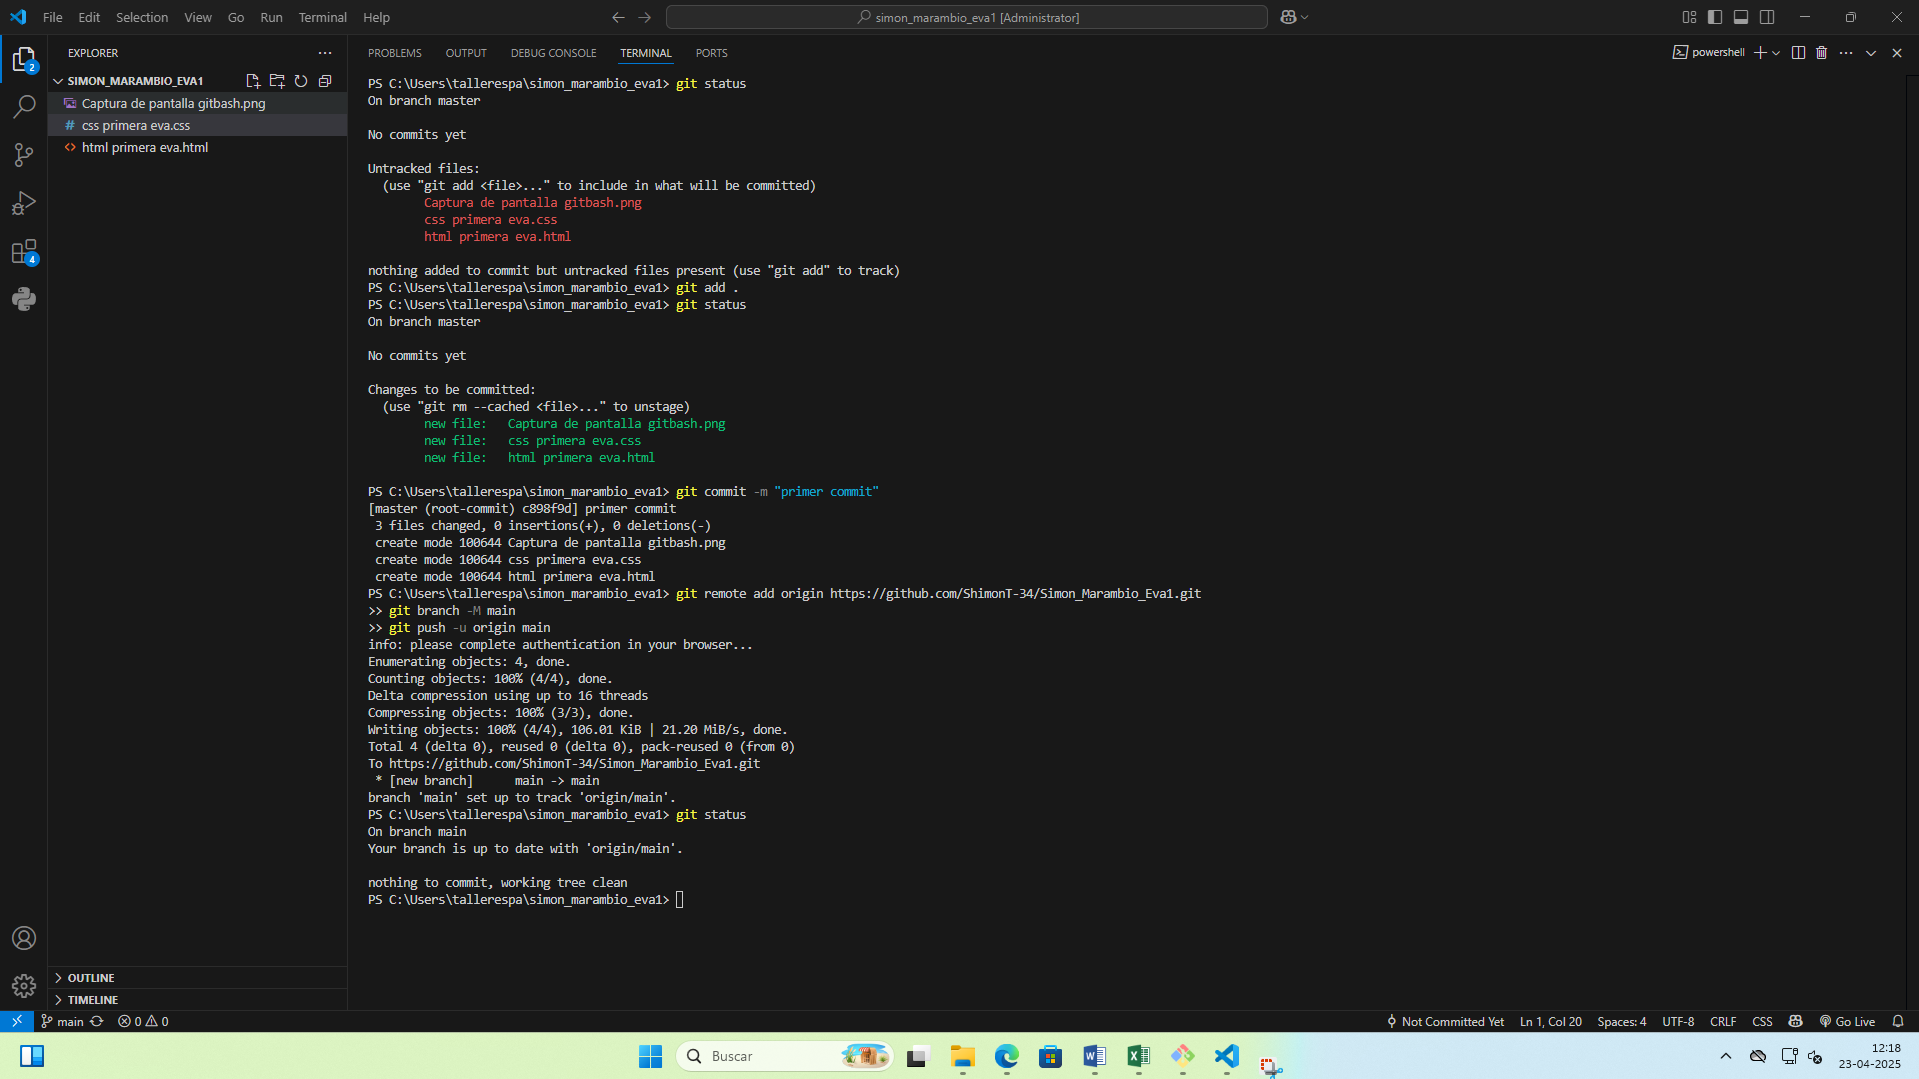 File Edit Selection View Go Run Terminal Help
simon_marambio_eva1 [Administrator]
EXPLORER
SIMON_MARAMBIO_EVA1
Captura de pantalla gitbash.png
# css primera eva.css
<> html primera eva.html
2
4
OUTLINE
TIMELINE
PROBLEMS OUTPUT DEBUG CONSOLE TERMINAL PORTS
powershell
PS C:\Users\tallerespa\simon_marambio_eva1> git status
On branch master
No commits yet
Untracked files:
(use "git add <file>..." to include in what will be committed)
Captura de pantalla gitbash.png
css primera eva.css
html primera eva.html
nothing added to commit but untracked files present (use "git add" to track)
PS C:\Users\tallerespa\simon_marambio_eva1> git add .
PS C:\Users\tallerespa\simon_marambio_eva1> git status
On branch master
No commits yet
Changes to be committed:
(use "git rm --cached <file>..." to unstage)
new file: Captura de pantalla gitbash.png
new file: css primera eva.css
new file: html primera eva.html
PS C:\Users\tallerespa\simon_marambio_eva1> git commit -m "primer commit"
[master (root-commit) c898f9d] primer commit
3 files changed, 0 insertions(+), 0 deletions(-)
create mode 100644 Captura de pantalla gitbash.png
create mode 100644 css primera eva.css
create mode 100644 html primera eva.html
PS C:\Users\tallerespa\simon_marambio_eva1> git remote add origin https://github.com/ShimonT-34/Simon_Marambio_Eva1.git
>> git branch -M main
>> git push -u origin main
info: please complete authentication in your browser...
Enumerating objects: 4, done.
Counting objects: 100% (4/4), done.
Delta compression using up to 16 threads
Compressing objects: 100% (3/3), done.
Writing objects: 100% (4/4), 106.01 KiB | 21.20 MiB/s, done.
Total 4 (delta 0), reused 0 (delta 0), pack-reused 0 (from 0)
To https://github.com/ShimonT-34/Simon_Marambio_Eva1.git
* [new branch] main -> main
branch 'main' set up to track 'origin/main'.
PS C:\Users\tallerespa\simon_marambio_eva1> git status
On branch main
Your branch is up to date with 'origin/main'.
nothing to commit, working tree clean
PS C:\Users\tallerespa\simon_marambio_eva1>
main 0 0
Not Committed Yet Ln 1, Col 20 Spaces: 4 UTF-8 CRLF CSS Go Live
Buscar
12:18
23-04-2025